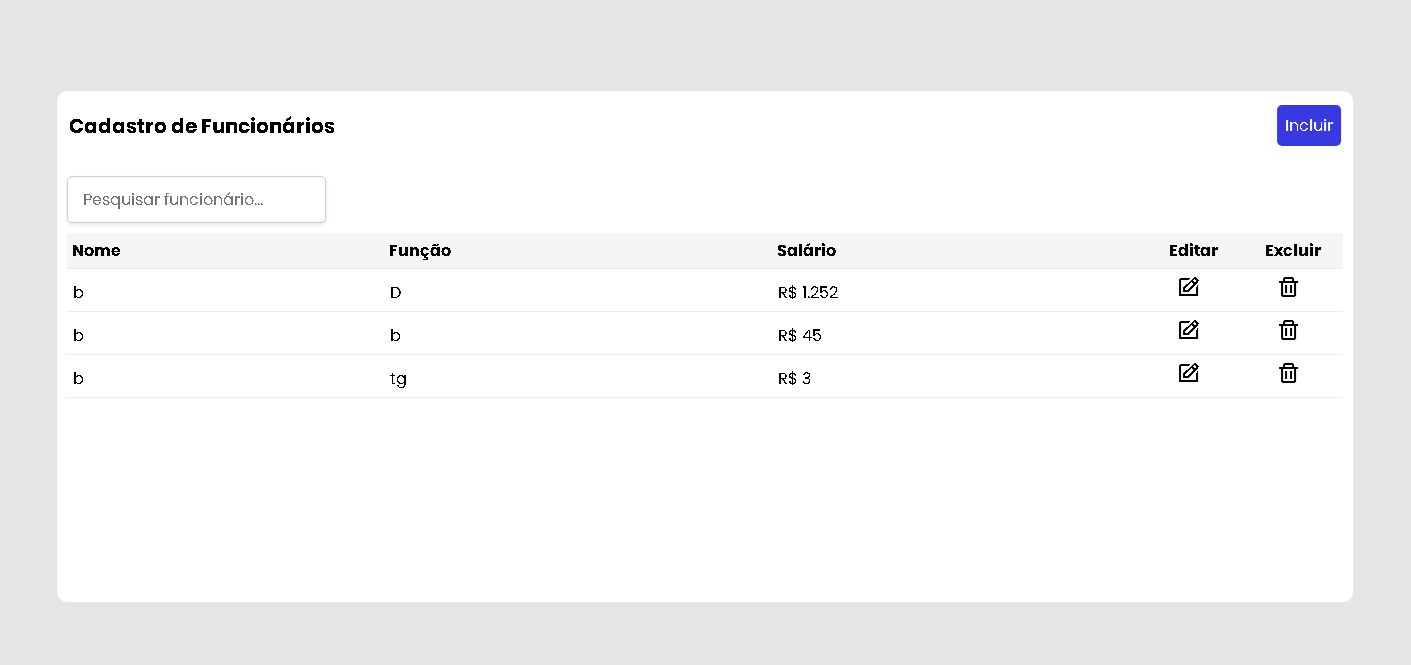 Cadastro de Funcionários
Incluir
Pesquisar funcionário...
Nome Função Salário Editar Excluir
b D R$ 1.252
b b R$ 45
b tg R$ 3